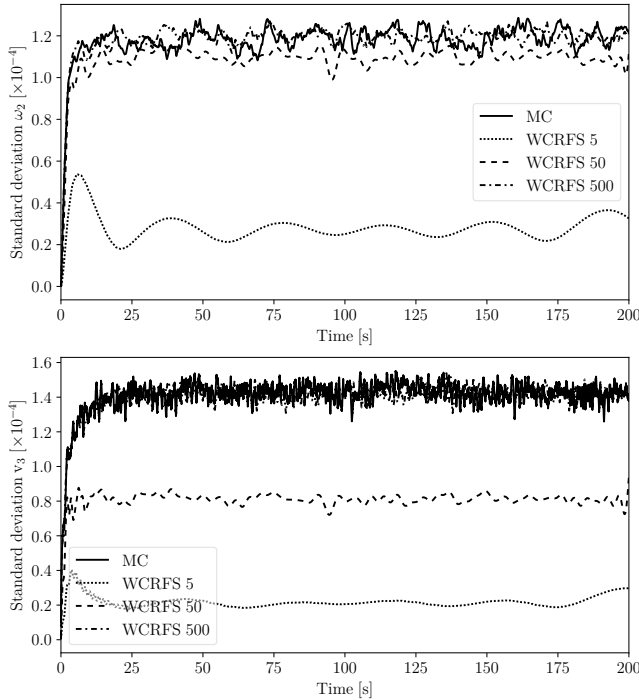 Standard deviation ω₂ [×10⁻⁴]
1.2
1.0
0.8
0.6
0.4
0.2
0.0
MC
WCRFS 5
WCRFS 50
WCRFS 500
0 25 50 75 100 125 150 175 200
Time [s]
Standard deviation v₃ [×10⁻⁴]
1.6
1.4
1.2
1.0
0.8
0.6
0.4
0.2
0.0
MC
WCRFS 5
WCRFS 50
WCRFS 500
0 25 50 75 100 125 150 175 200
Time [s]